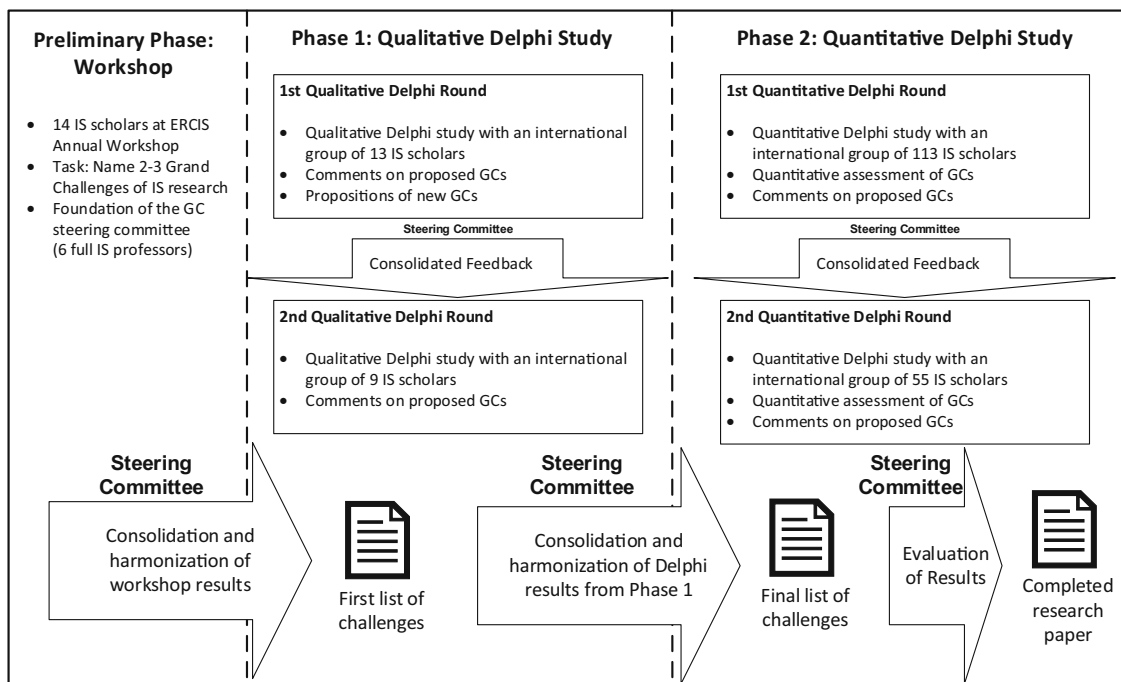 Preliminary Phase:
Workshop
• 14 IS scholars at ERCIS
Annual Workshop
• Task: Name 2-3 Grand
Challenges of IS research
• Foundation of the GC
steering committee
(6 full IS professors)
Phase 1: Qualitative Delphi Study
1st Qualitative Delphi Round
• Qualitative Delphi study with an international
group of 13 IS scholars
• Comments on proposed GCs
• Propositions of new GCs
Steering Committee
Consolidated Feedback
2nd Qualitative Delphi Round
• Qualitative Delphi study with an international
group of 9 IS scholars
• Comments on proposed GCs
Phase 2: Quantitative Delphi Study
1st Quantitative Delphi Round
• Quantitative Delphi study with an
international group of 113 IS scholars
• Quantitative assessment of GCs
• Comments on proposed GCs
Steering Committee
Consolidated Feedback
2nd Quantitative Delphi Round
• Quantitative Delphi study with an
international group of 55 IS scholars
• Quantitative assessment of GCs
• Comments on proposed GCs
Steering
Committee
Consolidation and
harmonization of
workshop results
First list of
challenges
Steering
Committee
Consolidation and
harmonization of Delphi
results from Phase 1
Final list of
challenges
Steering
Committee
Evaluation
of Results
Completed
research
paper